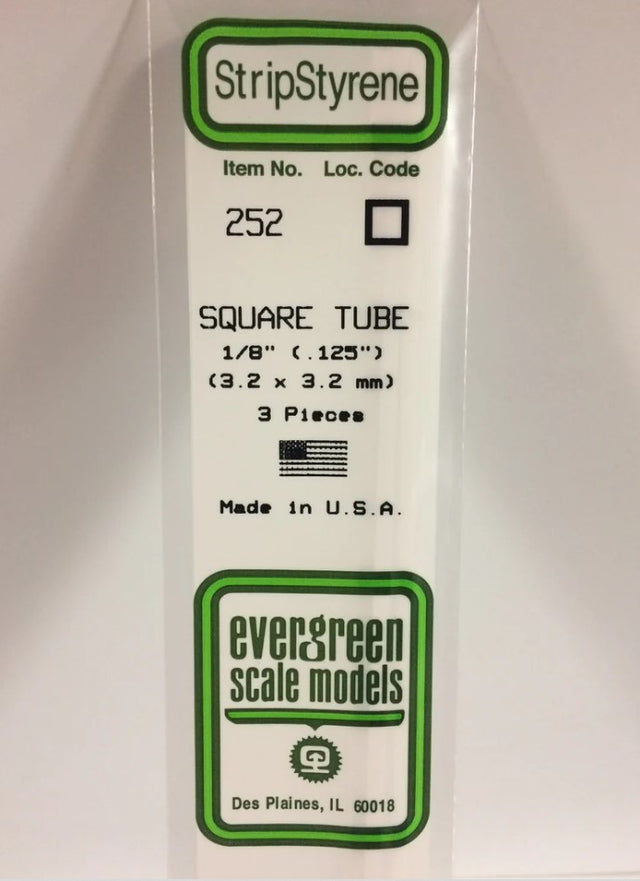 StripStyrene
Item No. Loc. Code
252
SQUARE TUBE
1/8" (.125")
(3.2 x 3.2 mm)
3 Pieces
Made in U.S.A.
evergreen
scale models
Des Plaines, IL 60018